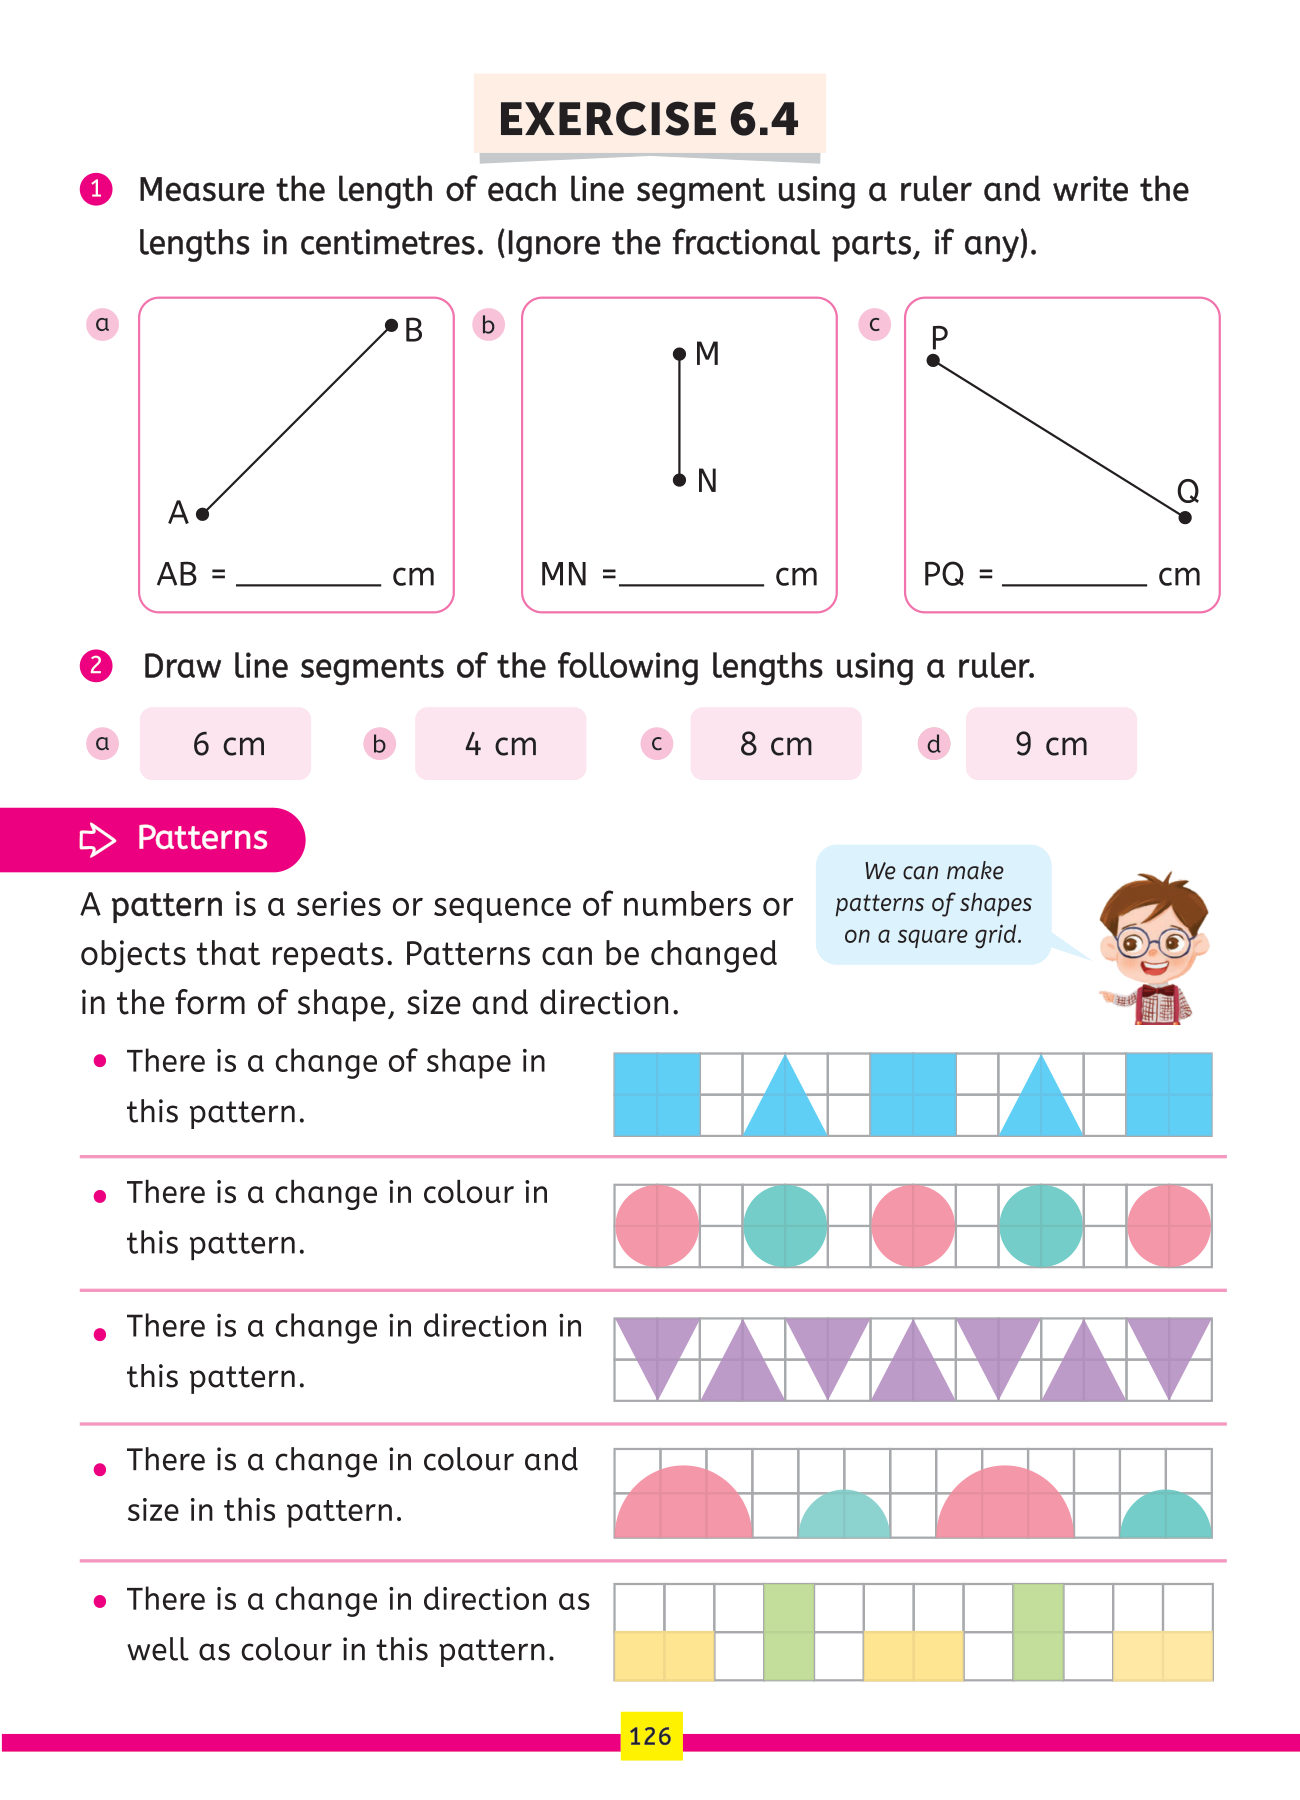 EXERCISE 6.4
1 Measure the length of each line segment using a ruler and write the
lengths in centimetres. (Ignore the fractional parts, if any).
a
B
A
AB = __________ cm
b
M
N
MN =__________ cm
c
P
Q
PQ = __________ cm
2 Draw line segments of the following lengths using a ruler.
a 6 cm b 4 cm c 8 cm d 9 cm
Patterns
We can make
patterns of shapes
on a square grid.
A pattern is a series or sequence of numbers or
objects that repeats. Patterns can be changed
in the form of shape, size and direction.
• There is a change of shape in
this pattern.
• There is a change in colour in
this pattern.
• There is a change in direction in
this pattern.
• There is a change in colour and
size in this pattern.
• There is a change in direction as
well as colour in this pattern.
126